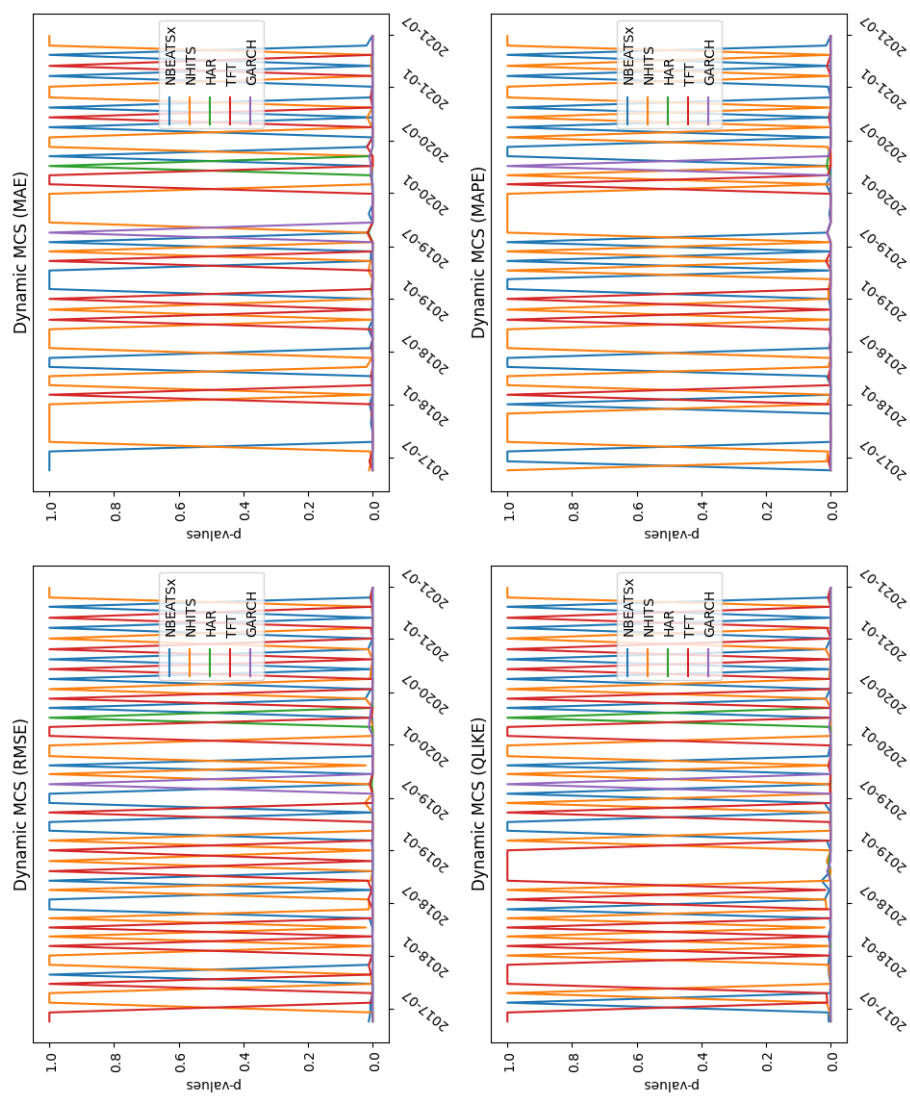 Dynamic MCS (RMSE)
p-values
1.0
0.8
0.6
0.4
0.2
0.0
2017-07
2018-01
2018-07
2019-01
2019-07
2020-01
2020-07
2021-01
2021-07
NBEATSx
NHITS
HAR
TFT
GARCH
Dynamic MCS (MAE)
p-values
1.0
0.8
0.6
0.4
0.2
0.0
2017-07
2018-01
2018-07
2019-01
2019-07
2020-01
2020-07
2021-01
2021-07
NBEATSx
NHITS
HAR
TFT
GARCH
Dynamic MCS (QLIKE)
p-values
1.0
0.8
0.6
0.4
0.2
0.0
2017-07
2018-01
2018-07
2019-01
2019-07
2020-01
2020-07
2021-01
2021-07
NBEATSx
NHITS
HAR
TFT
GARCH
Dynamic MCS (MAPE)
p-values
1.0
0.8
0.6
0.4
0.2
0.0
2017-07
2018-01
2018-07
2019-01
2019-07
2020-01
2020-07
2021-01
2021-07
NBEATSx
NHITS
HAR
TFT
GARCH